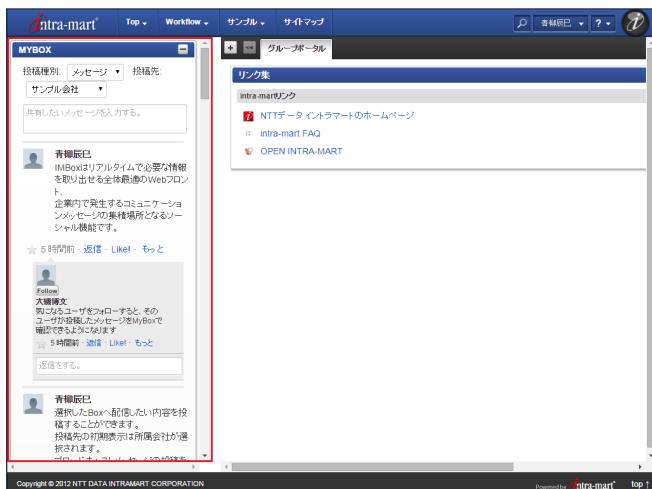 intra-mart Top Workflow サンプル サイトマップ 青柳辰巳 ?
MYBOX
投稿種別: メッセージ 投稿先:
サンプル会社
共有したいメッセージを入力する。
青柳辰巳
IMBoxはリアルタイムで必要な情報
を取り出せる全体最適のWebフロン
ト、
企業内で発生するコミュニケーショ
ンメッセージの集積場所となるソー
シャル機能です。
5時間前 · 返信 · Like! · もっと
Follow
大磯博文
気になるユーザをフォローすると、その
ユーザが投稿したメッセージをMyBoxで
確認できるようになります
5時間前 · 返信 · Like! · もっと
返信をする。
青柳辰巳
選択したBoxへ配信したい内容を投
稿することができます。
投稿先の初期表示は所属会社が選
択されます。
グループポータル
リンク集
intra-martリンク
NTTデータ イントラマートのホームページ
intra-mart FAQ
OPEN INTRA-MART
Copyright © 2012 NTT DATA INTRAMART CORPORATION
Powered by intra-mart top ↑